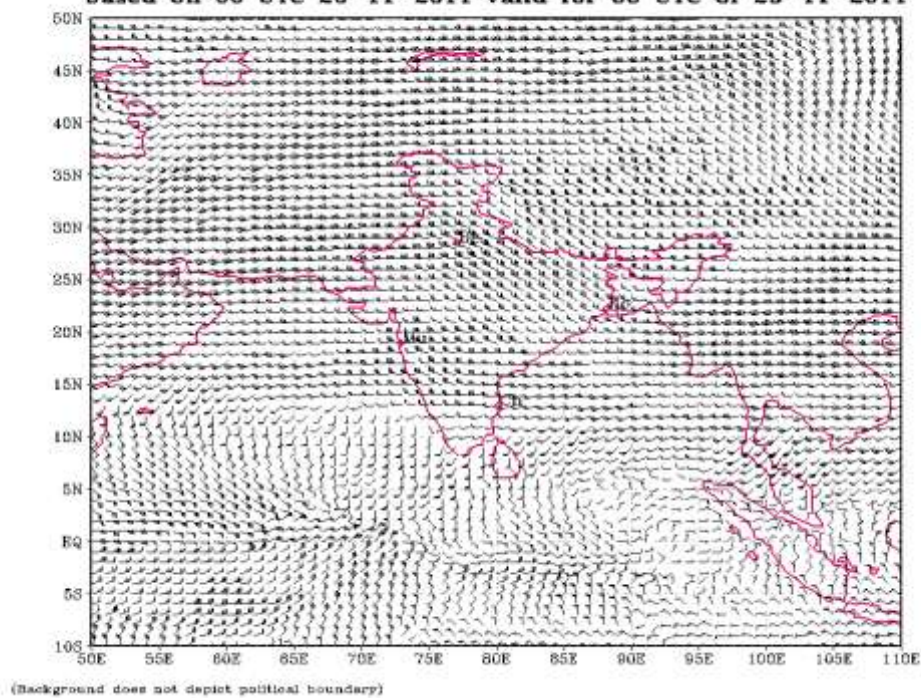 50N
45N
40N
35N
30N
25N
20N
15N
10N
5N
EQ
5S
10S
50E 55E 60E 65E 70E 75E 80E 85E 90E 95E 100E 105E 110E
(Background does not depict political boundary)